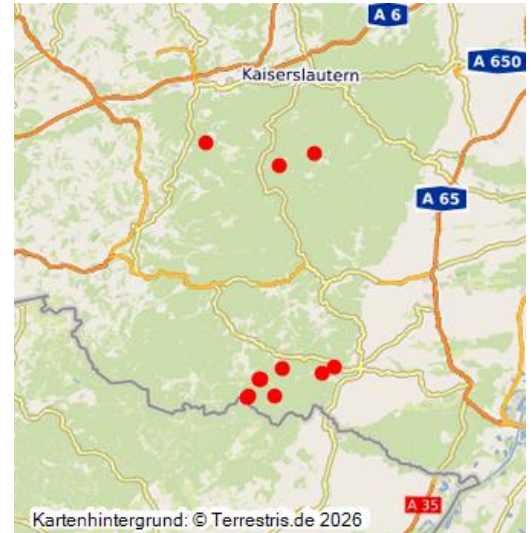 A 6
A 650
Kaiserslautern
A 65
A 35
Kartenhintergrund: © Terrestris.de 2026